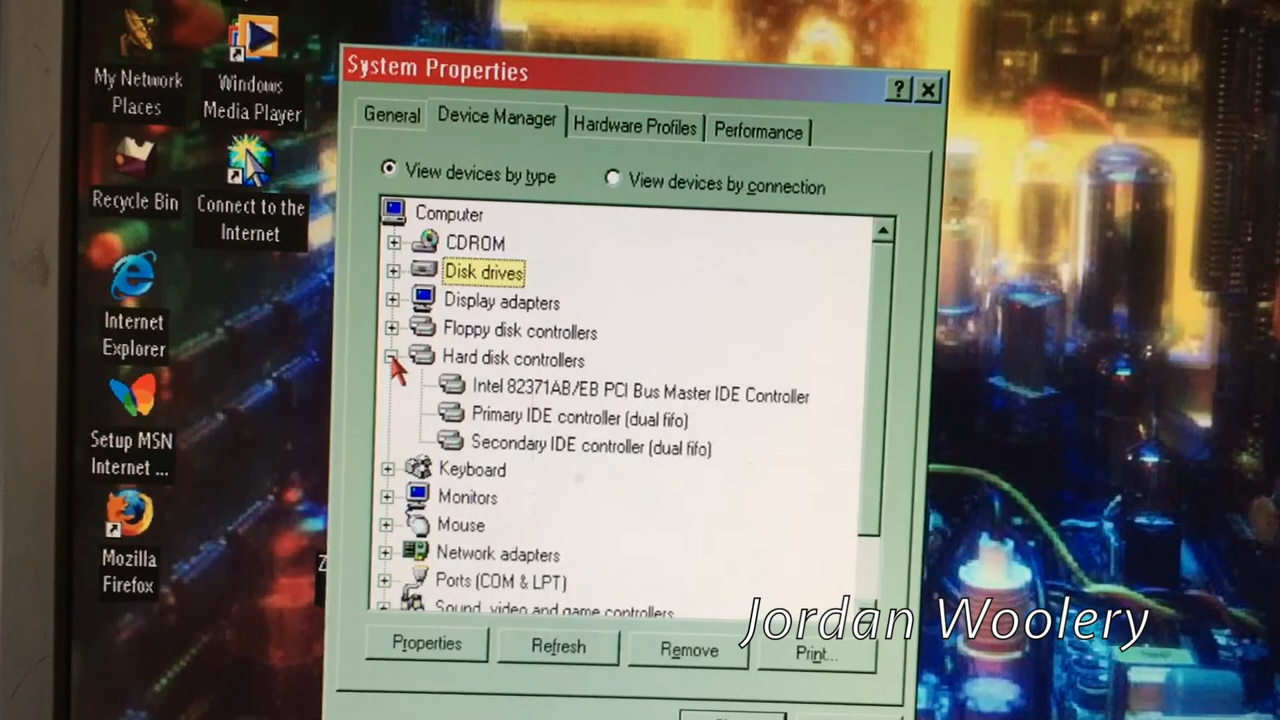 My Network
Places
Windows
Media Player
Recycle Bin
Connect to the
Internet
Internet
Explorer
Setup MSN
Internet ...
Mozilla
Firefox
System Properties
General
Device Manager
Hardware Profiles
Performance
View devices by type
View devices by connection
Computer
CDROM
Disk drives
Display adapters
Floppy disk controllers
Hard disk controllers
Intel 82371AB/EB PCI Bus Master IDE Controller
Primary IDE controller (dual fifo)
Secondary IDE controller (dual fifo)
Keyboard
Monitors
Mouse
Network adapters
Ports (COM & LPT)
Sound, video and game controllers
Properties
Refresh
Remove
Print...
Jordan Woolery